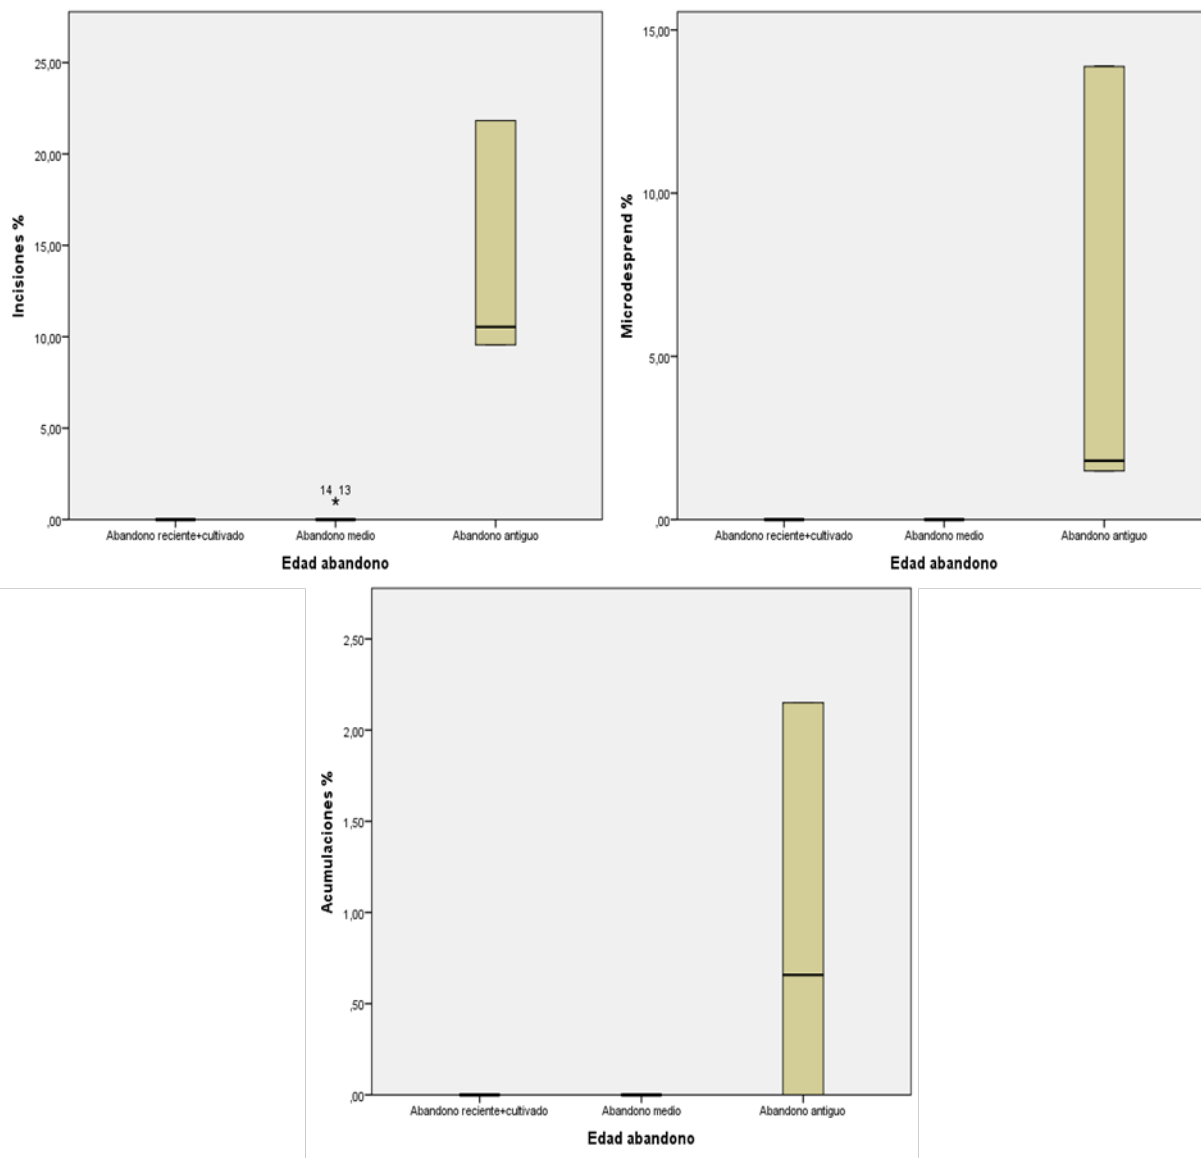 Incisiones %
25,00
20,00
15,00
10,00
5,00
,00
14 13
*
Abandono reciente+cultivado Abandono medio Abandono antiguo
Edad abandono
Microdesprend %
15,00
10,00
5,00
,00
Abandono reciente+cultivado Abandono medio Abandono antiguo
Edad abandono
Acumulaciones %
2,50
2,00
1,50
1,00
,50
,00
Abandono reciente+cultivado Abandono medio Abandono antiguo
Edad abandono